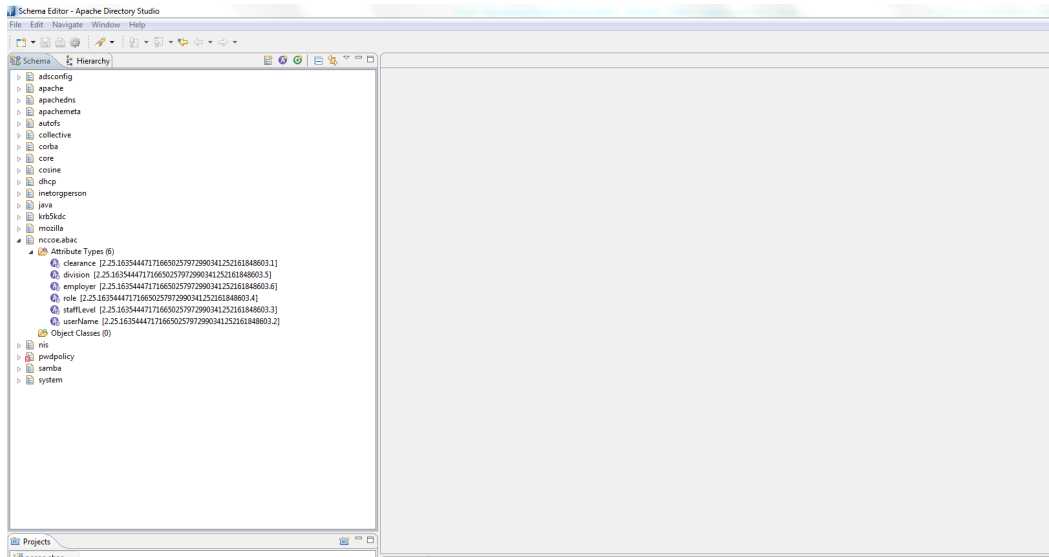 Schema Editor - Apache Directory Studio
File Edit Navigate Window Help
Schema Hierarchy
adsconfig
apache
apachedns
apachemeta
autofs
collective
corba
core
cosine
dhcp
inetorgperson
java
krb5kdc
mozilla
nccoe.abac
Attribute Types (6)
clearance [2.25.163544471716650257972990341252161848603.1]
division [2.25.163544471716650257972990341252161848603.5]
employer [2.25.163544471716650257972990341252161848603.6]
role [2.25.163544471716650257972990341252161848603.4]
staffLevel [2.25.163544471716650257972990341252161848603.3]
userName [2.25.163544471716650257972990341252161848603.2]
Object Classes (0)
nis
pwdpolicy
samba
system
Projects